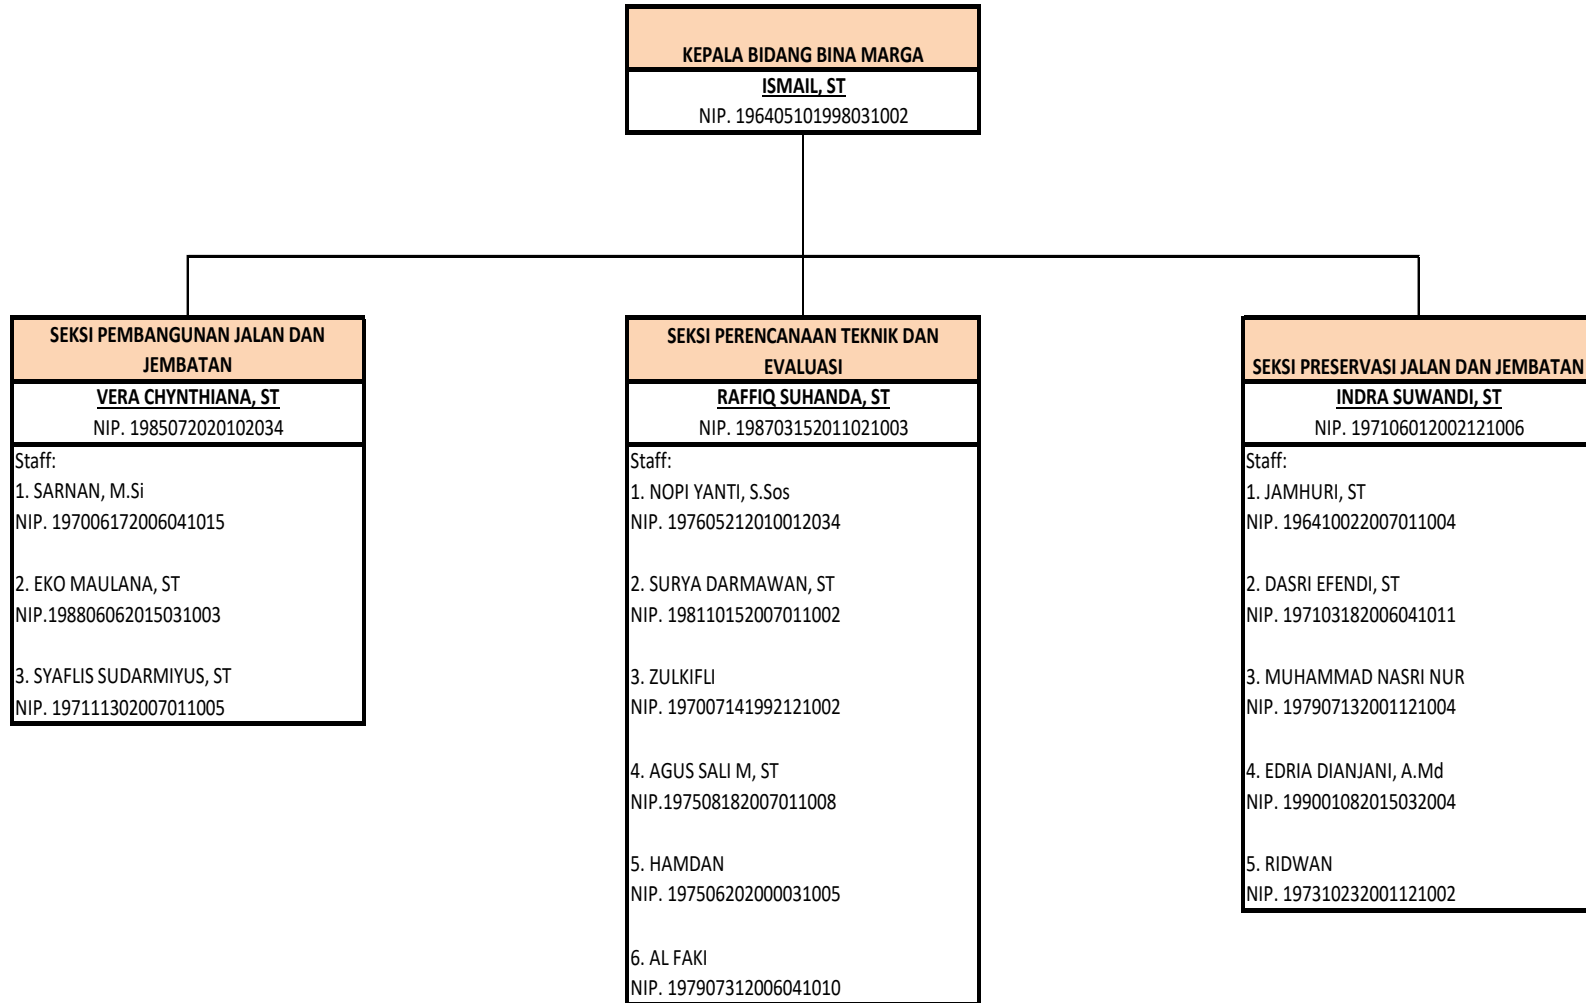 KEPALA BIDANG BINA MARGA
ISMAIL, ST
NIP. 196405101998031002
SEKSI PEMBANGUNAN JALAN DAN
JEMBATAN
VERA CHYNTHIANA, ST
NIP. 1985072020102034
Staff:
1. SARNAN, M.Si
NIP. 197006172006041015
2. EKO MAULANA, ST
NIP.198806062015031003
3. SYAFLIS SUDARMIYUS, ST
NIP. 197111302007011005
SEKSI PERENCANAAN TEKNIK DAN
EVALUASI
RAFFIQ SUHANDA, ST
NIP. 198703152011021003
Staff:
1. NOPI YANTI, S.Sos
NIP. 197605212010012034
2. SURYA DARMAWAN, ST
NIP. 198110152007011002
3. ZULKIFLI
NIP. 197007141992121002
4. AGUS SALI M, ST
NIP.197508182007011008
5. HAMDAN
NIP. 197506202000031005
6. AL FAKI
NIP. 197907312006041010
SEKSI PRESERVASI JALAN DAN JEMBATAN
INDRA SUWANDI, ST
NIP. 197106012002121006
Staff:
1. JAMHURI, ST
NIP. 196410022007011004
2. DASRI EFENDI, ST
NIP. 197103182006041011
3. MUHAMMAD NASRI NUR
NIP. 197907132001121004
4. EDRIA DIANJANI, A.Md
NIP. 199001082015032004
5. RIDWAN
NIP. 197310232001121002